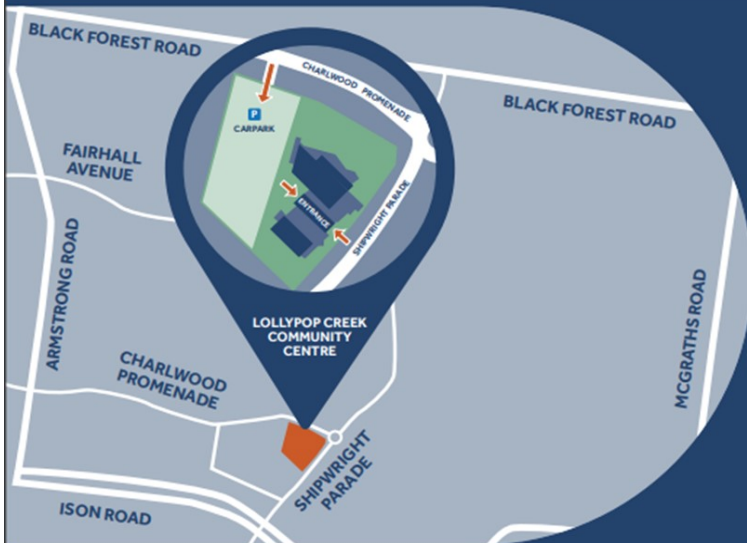 BLACK FOREST ROAD
CHARLWOOD PROMENADE
BLACK FOREST ROAD
P
CARPARK
FAIRHALL
AVENUE
ENTRANCE
SHIPWRIGHT PARADE
ARMSTRONG ROAD
MCGRATHS ROAD
LOLLYPOP CREEK
COMMUNITY
CENTRE
CHARLWOOD
PROMENADE
SHIPWRIGHT
PARADE
ISON ROAD